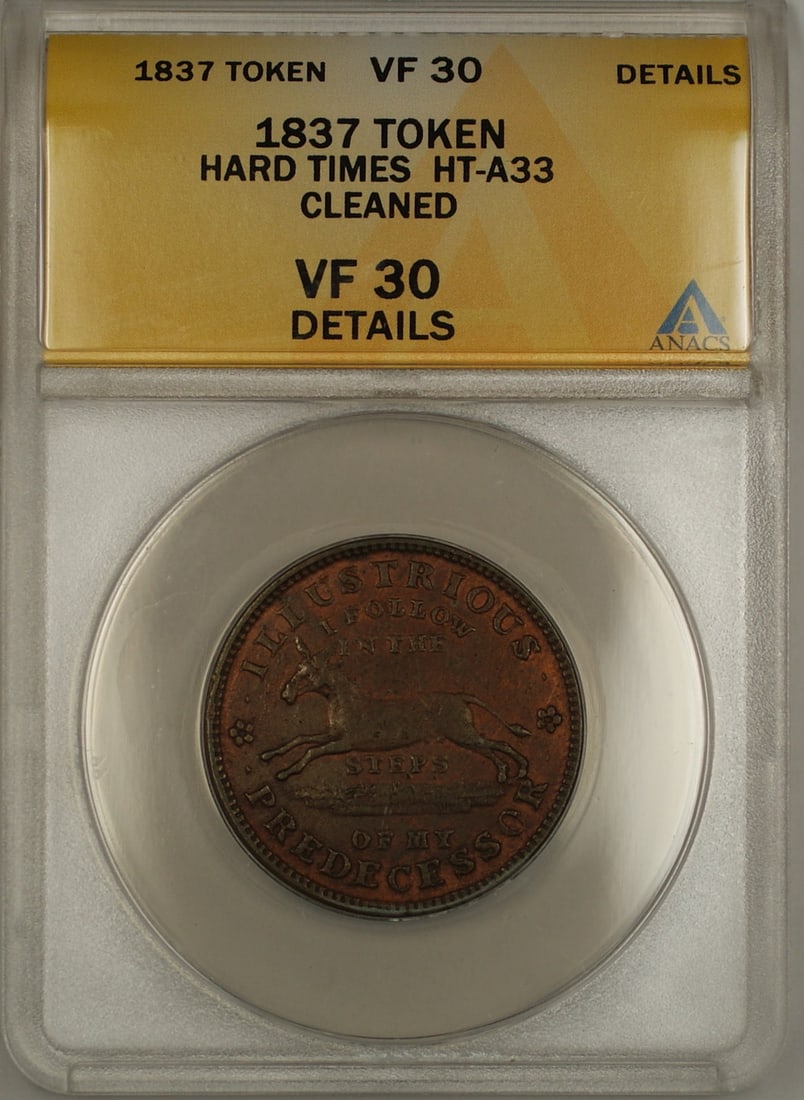 1837 TOKEN VF 30 DETAILS
1837 TOKEN
HARD TIMES HT-A33
CLEANED
VF 30
DETAILS
ANACS
ILLUSTRIOUS
I FOLLOW
IN THE
STEPS
OF MY
PREDECESSOR